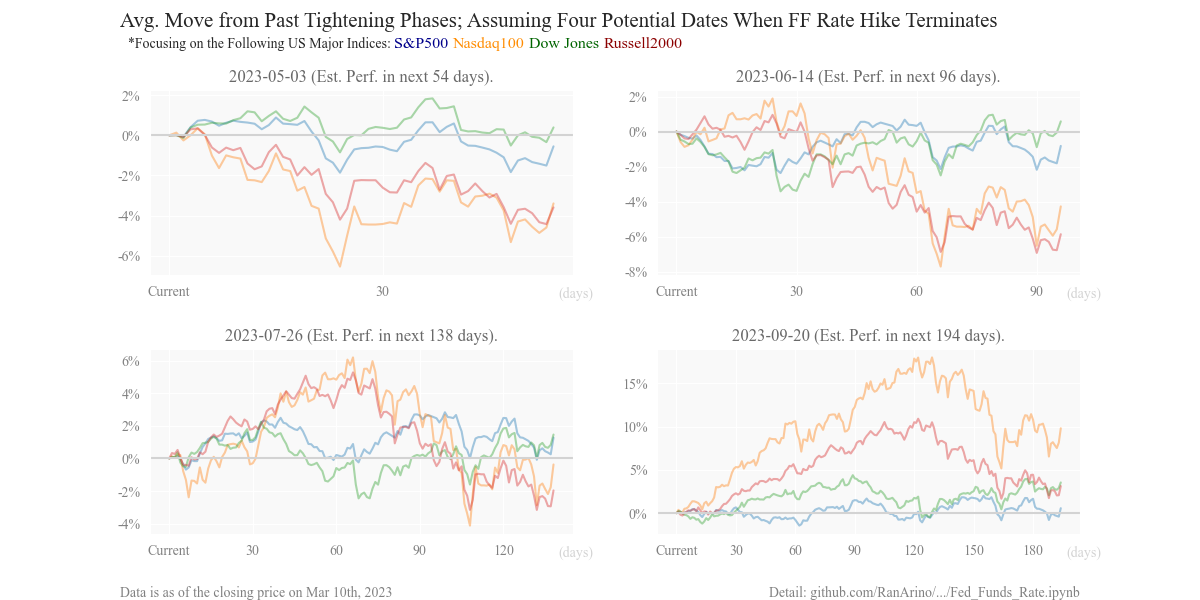 Avg. Move from Past Tightening Phases; Assuming Four Potential Dates When FF Rate Hike Terminates
*Focusing on the Following US Major Indices: S&P500 Nasdaq100 Dow Jones Russell2000
2023-05-03 (Est. Perf. in next 54 days).
2%
0%
-2%
-4%
-6%
Current 30 (days)
2023-06-14 (Est. Perf. in next 96 days).
2%
0%
-2%
-4%
-6%
-8%
Current 30 60 90 (days)
2023-07-26 (Est. Perf. in next 138 days).
6%
4%
2%
0%
-2%
-4%
Current 30 60 90 120 (days)
2023-09-20 (Est. Perf. in next 194 days).
15%
10%
5%
0%
Current 30 60 90 120 150 180 (days)
Data is as of the closing price on Mar 10th, 2023
Detail: github.com/RanArino/.../Fed_Funds_Rate.ipynb